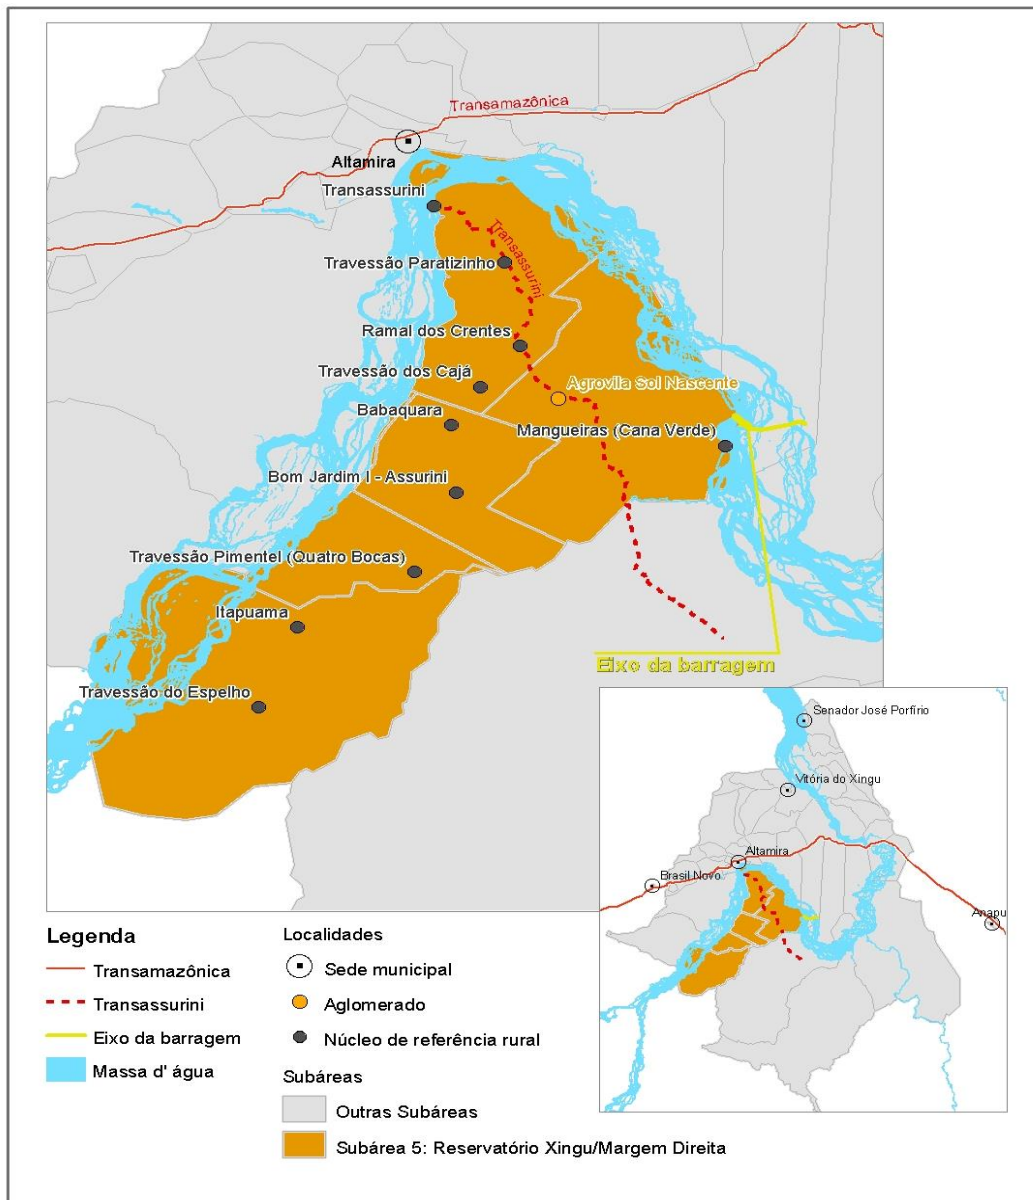 Transamazônica
Altamira
Transassurini
Transassurini
Travessão Paratizinho
Ramal dos Crentes
Travessão dos Cajá
Agrovila Sol Nascente
Babaquara
Mangueiras (Cana Verde)
Bom Jardim I - Assurini
Travessão Pimentel (Quatro Bocas)
Itapuama
Eixo da barragem
Travessão do Espelho
Senador José Porfírio
Vitória do Xingu
Altamira
Brasil Novo
Anapu
Legenda
Transamazônica
Transassurini
Eixo da barragem
Massa d' água
Localidades
Sede municipal
Aglomerado
Núcleo de referência rural
Subáreas
Outras Subáreas
Subárea 5: Reservatório Xingu/Margem Direita